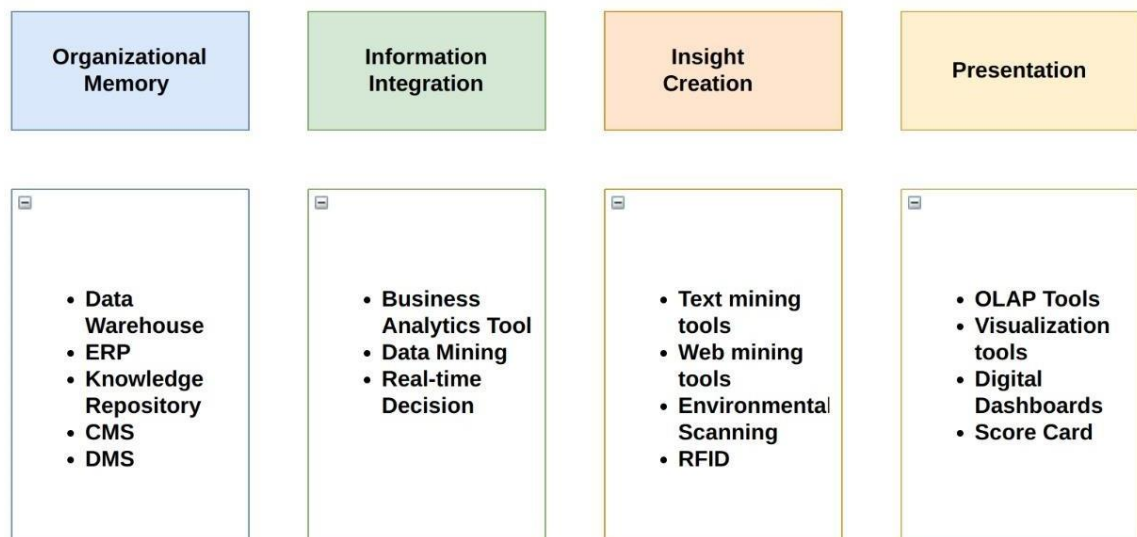 Organizational
Memory
Information
Integration
Insight
Creation
Presentation
• Data
Warehouse
• ERP
• Knowledge
Repository
• CMS
• DMS
• Business
Analytics Tool
• Data Mining
• Real-time
Decision
• Text mining
tools
• Web mining
tools
• Environmental
Scanning
• RFID
• OLAP Tools
• Visualization
tools
• Digital
Dashboards
• Score Card